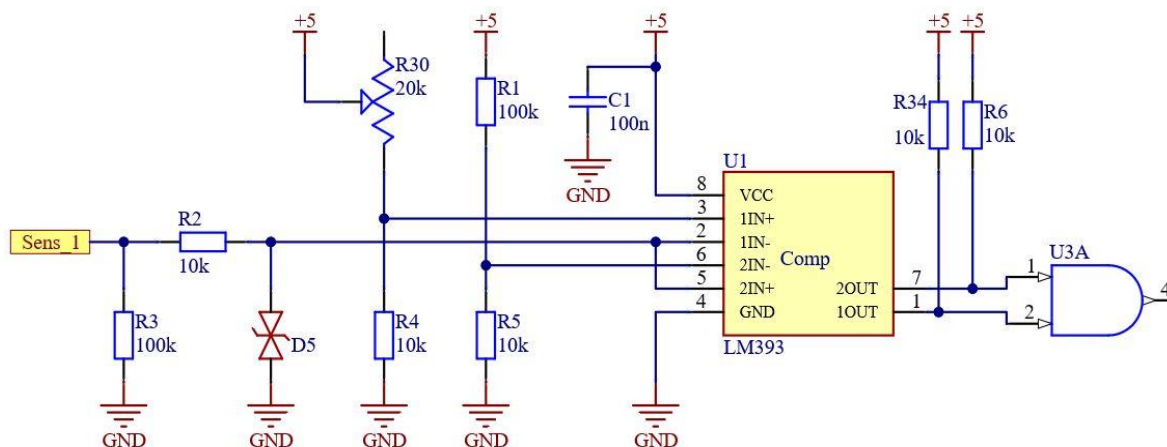 +5
+5
+5
+5
+5
R30
20k
R1
100k
C1
100n
R34
10k
R6
10k
GND
U1
8
VCC
3
1IN+
2
1IN-
6
2IN-
5
2IN+
4
GND
Comp
2OUT
7
1OUT
1
LM393
Sens_1
R2
10k
U3A
1
2
4
R3
100k
D5
R4
10k
R5
10k
GND
GND
GND
GND
GND